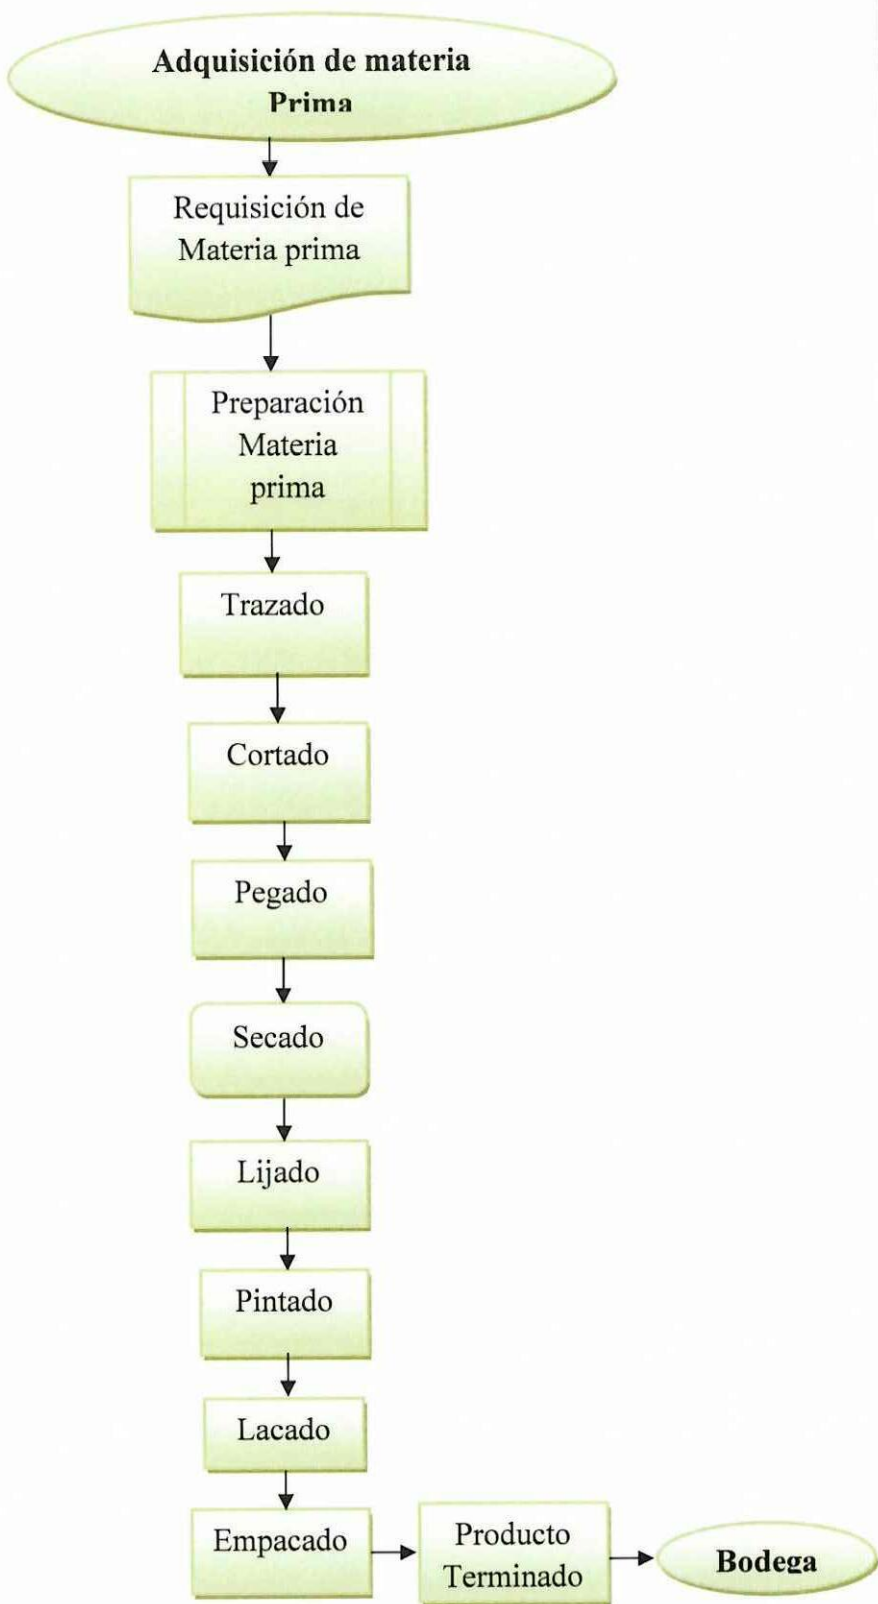 Adquisición de materia
Prima
Requisición de
Materia prima
Preparación
Materia
prima
Trazado
Cortado
Pegado
Secado
Lijado
Pintado
Lacado
Empacado
Producto
Terminado
Bodega